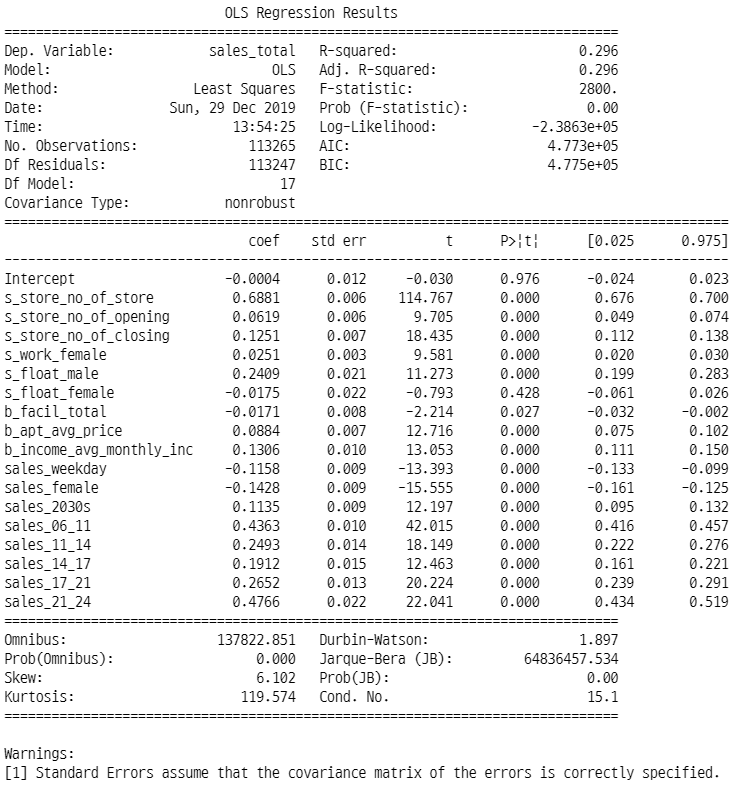 OLS Regression Results
==============================================================================
Dep. Variable: sales_total R-squared: 0.296
Model: OLS Adj. R-squared: 0.296
Method: Least Squares F-statistic: 2800.
Date: Sun, 29 Dec 2019 Prob (F-statistic): 0.00
Time: 13:54:25 Log-Likelihood: -2.3863e+05
No. Observations: 113265 AIC: 4.773e+05
Df Residuals: 113247 BIC: 4.775e+05
Df Model: 17
Covariance Type: nonrobust
============================================================================================
coef std err t P>|t| [0.025 0.975]
--------------------------------------------------------------------------------------------
Intercept -0.0004 0.012 -0.030 0.976 -0.024 0.023
s_store_no_of_store 0.6881 0.006 114.767 0.000 0.676 0.700
s_store_no_of_opening 0.0619 0.006 9.705 0.000 0.049 0.074
s_store_no_of_closing 0.1251 0.007 18.435 0.000 0.112 0.138
s_work_female 0.0251 0.003 9.581 0.000 0.020 0.030
s_float_male 0.2409 0.021 11.273 0.000 0.199 0.283
s_float_female -0.0175 0.022 -0.793 0.428 -0.061 0.026
b_facil_total -0.0171 0.008 -2.214 0.027 -0.032 -0.002
b_apt_avg_price 0.0884 0.007 12.716 0.000 0.075 0.102
b_income_avg_monthly_inc 0.1306 0.010 13.053 0.000 0.111 0.150
sales_weekday -0.1158 0.009 -13.393 0.000 -0.133 -0.099
sales_female -0.1428 0.009 -15.555 0.000 -0.161 -0.125
sales_2030s 0.1135 0.009 12.197 0.000 0.095 0.132
sales_06_11 0.4363 0.010 42.015 0.000 0.416 0.457
sales_11_14 0.2493 0.014 18.149 0.000 0.222 0.276
sales_14_17 0.1912 0.015 12.463 0.000 0.161 0.221
sales_17_21 0.2652 0.013 20.224 0.000 0.239 0.291
sales_21_24 0.4766 0.022 22.041 0.000 0.434 0.519
==============================================================================
Omnibus: 137822.851 Durbin-Watson: 1.897
Prob(Omnibus): 0.000 Jarque-Bera (JB): 64836457.534
Skew: 6.102 Prob(JB): 0.00
Kurtosis: 119.574 Cond. No. 15.1
==============================================================================
Warnings:
[1] Standard Errors assume that the covariance matrix of the errors is correctly specified.